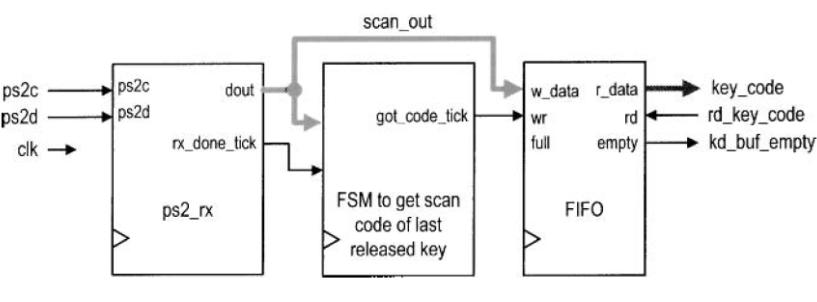 scan_out
ps2c
ps2d
clk
ps2c
ps2d
dout
rx_done_tick
ps2_rx
got_code_tick
FSM to get scan
code of last
released key
w_data r_data
wr rd
full empty
FIFO
key_code
rd_key_code
kd_buf_empty